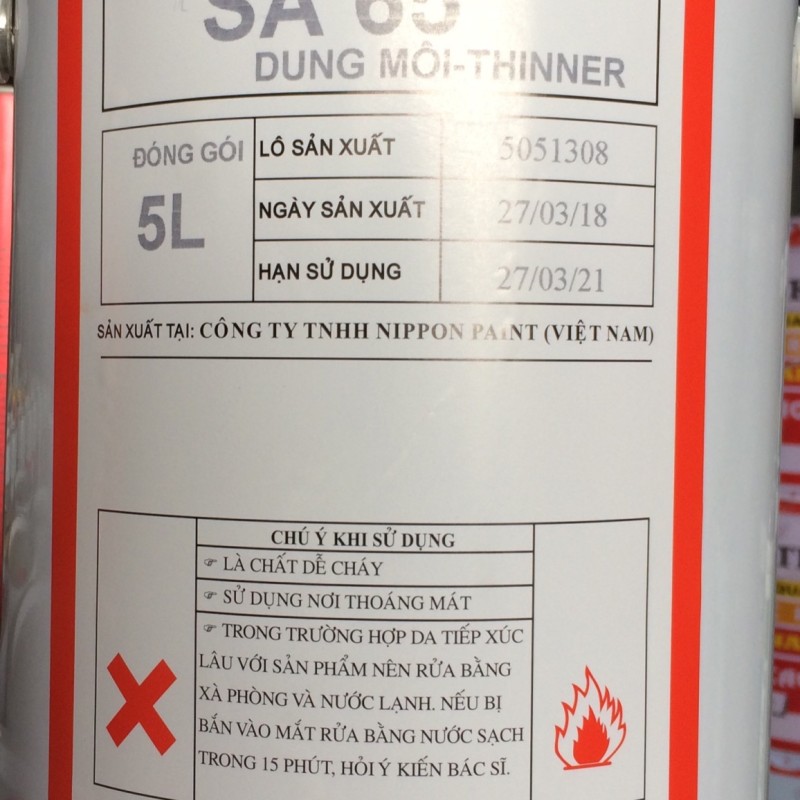 SA 65
DUNG MÔI-THINNER
ĐÓNG GÓI
5L
LÔ SẢN XUẤT 5051308
NGÀY SẢN XUẤT 27/03/18
HẠN SỬ DỤNG 27/03/21
SẢN XUẤT TẠI: CÔNG TY TNHH NIPPON PAINT (VIỆT NAM)
CHÚ Ý KHI SỬ DỤNG
☞ LÀ CHẤT DỄ CHÁY
☞ SỬ DỤNG NƠI THOÁNG MÁT
☞ TRONG TRƯỜNG HỢP DA TIẾP XÚC
LÂU VỚI SẢN PHẨM NÊN RỬA BẰNG
XÀ PHÒNG VÀ NƯỚC LẠNH. NẾU BỊ
BẮN VÀO MẮT RỬA BẰNG NƯỚC SẠCH
TRONG 15 PHÚT, HỎI Ý KIẾN BÁC SĨ.